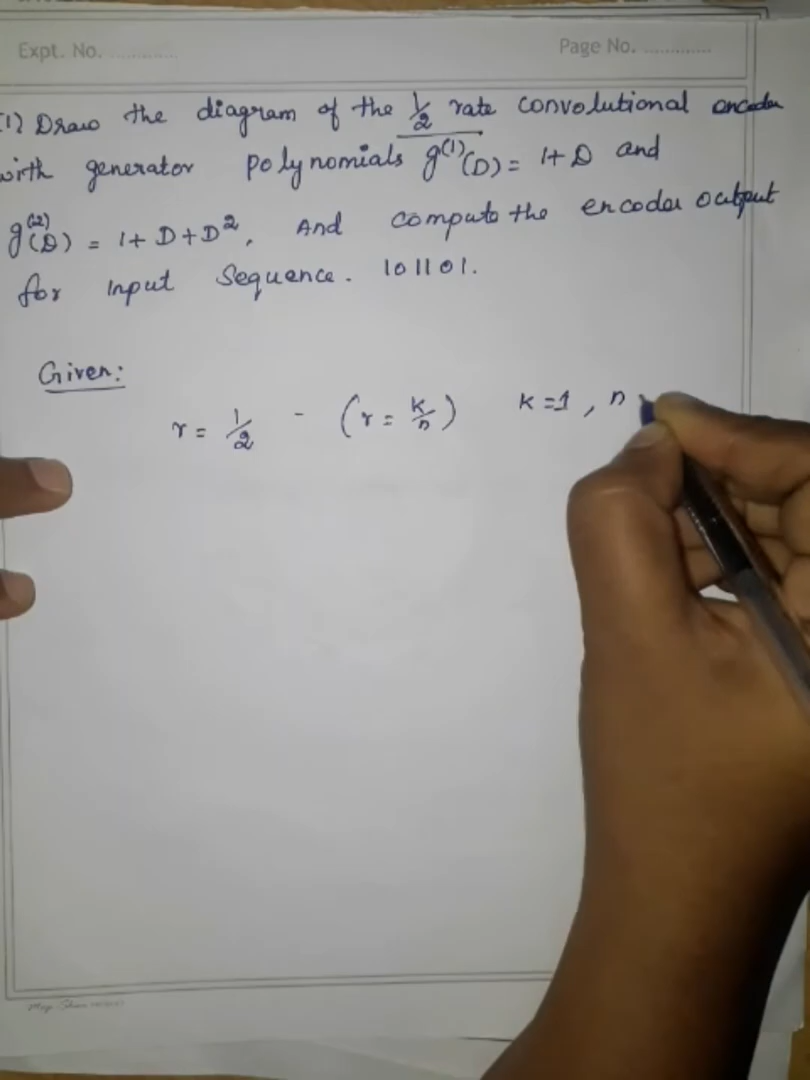 Expt. No. ............
Page No. ............
(1) Draw the diagram of the 1/2 rate convolutional encoder
with generator polynomials g⁽¹⁾(D) = 1+D and
g⁽²⁾(D) = 1+D+D². And compute the encoder output
for Input Sequence. 101101.
Given:
r = 1/2 - (r = k/n) k=1, n